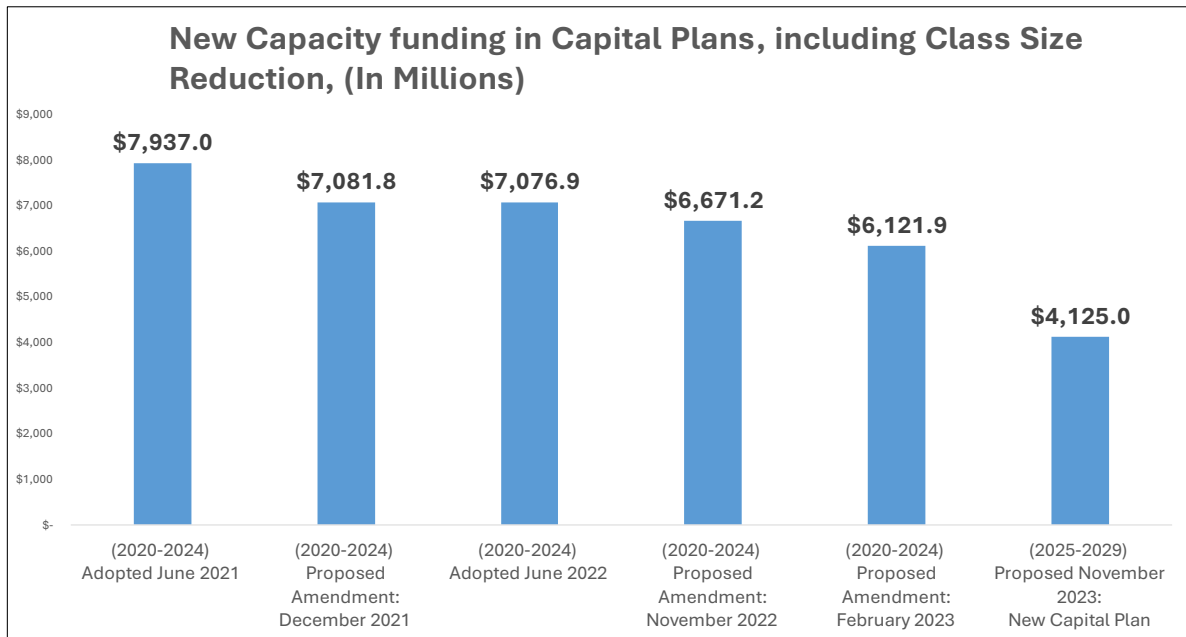 New Capacity funding in Capital Plans, including Class Size
Reduction, (In Millions)
$9,000
$8,000
$7,000
$6,000
$5,000
$4,000
$3,000
$2,000
$1,000
$-
$7,937.0
$7,081.8
$7,076.9
$6,671.2
$6,121.9
$4,125.0
(2020-2024)
Adopted June 2021
(2020-2024)
Proposed
Amendment:
December 2021
(2020-2024)
Adopted June 2022
(2020-2024)
Proposed
Amendment:
November 2022
(2020-2024)
Proposed
Amendment:
February 2023
(2025-2029)
Proposed November
2023:
New Capital Plan